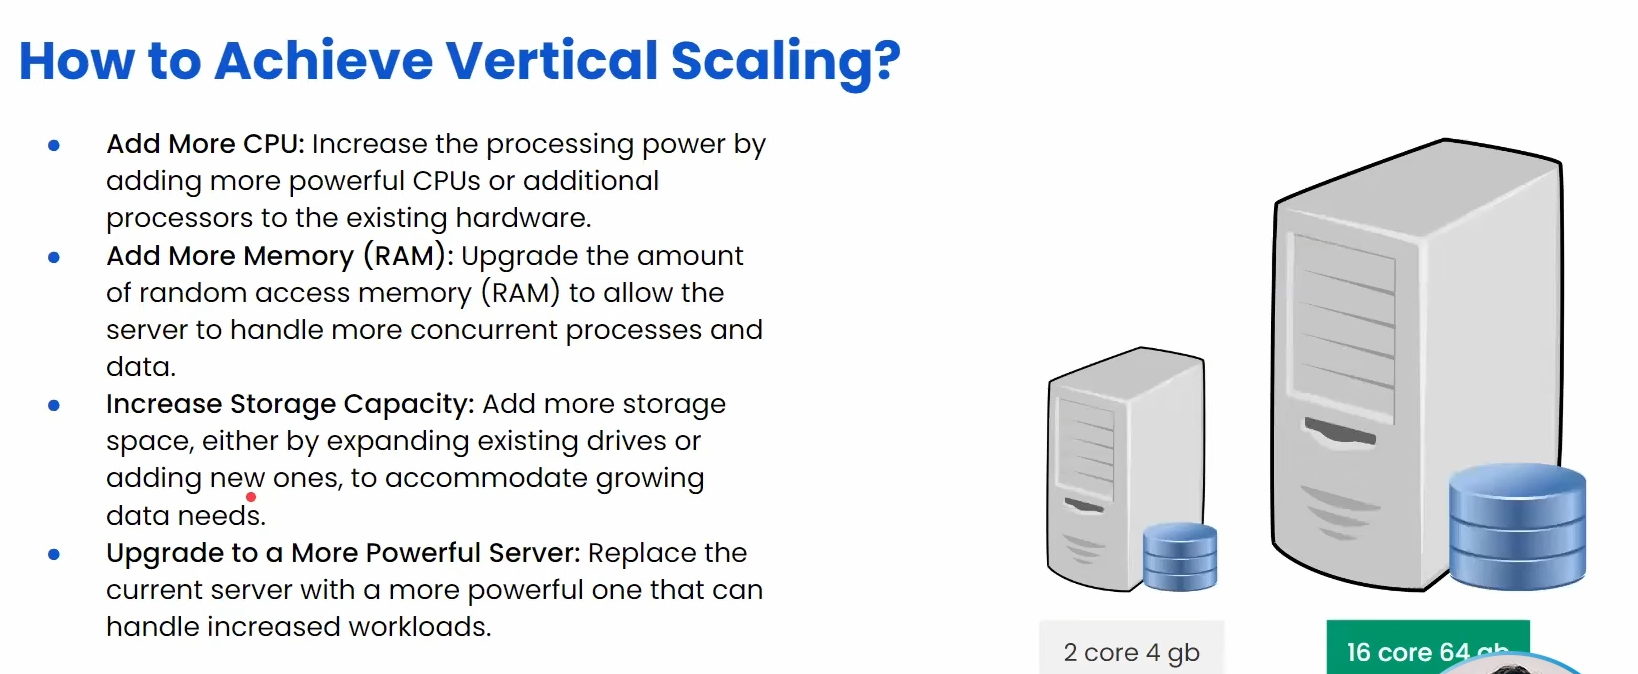 How to Achieve Vertical Scaling?
Add More CPU: Increase the processing power by
adding more powerful CPUs or additional
processors to the existing hardware.
Add More Memory (RAM): Upgrade the amount
of random access memory (RAM) to allow the
server to handle more concurrent processes and
data.
Increase Storage Capacity: Add more storage
space, either by expanding existing drives or
adding new ones, to accommodate growing
data needs.
Upgrade to a More Powerful Server: Replace the
current server with a more powerful one that can
handle increased workloads.
2 core 4 gb
16 core 64 gb